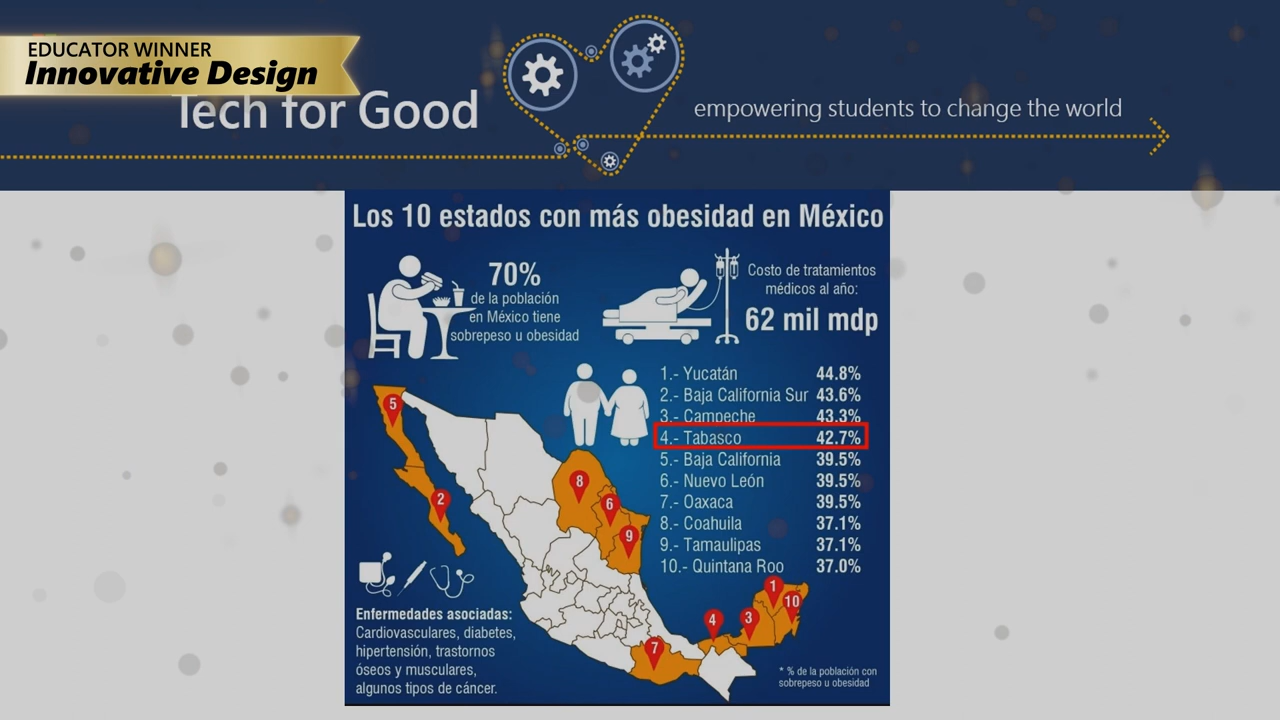 EDUCATOR WINNER
Innovative Design
Tech for Good
empowering students to change the world
Los 10 estados con más obesidad en México
70%
de la población
en México tiene
sobrepeso u obesidad
Costo de tratamientos
médicos al año:
62 mil mdp
1.- Yucatán 44.8%
2.- Baja California Sur 43.6%
3.- Campeche 43.3%
4.- Tabasco 42.7%
5.- Baja California 39.5%
6.- Nuevo León 39.5%
7.- Oaxaca 39.5%
8.- Coahuila 37.1%
9.- Tamaulipas 37.1%
10.- Quintana Roo 37.0%
5
2
8
6
9
1
10
4
3
7
Enfermedades asociadas:
Cardiovasculares, diabetes,
hipertensión, trastornos
óseos y musculares,
algunos tipos de cáncer.
* % de la población con
sobrepeso u obesidad